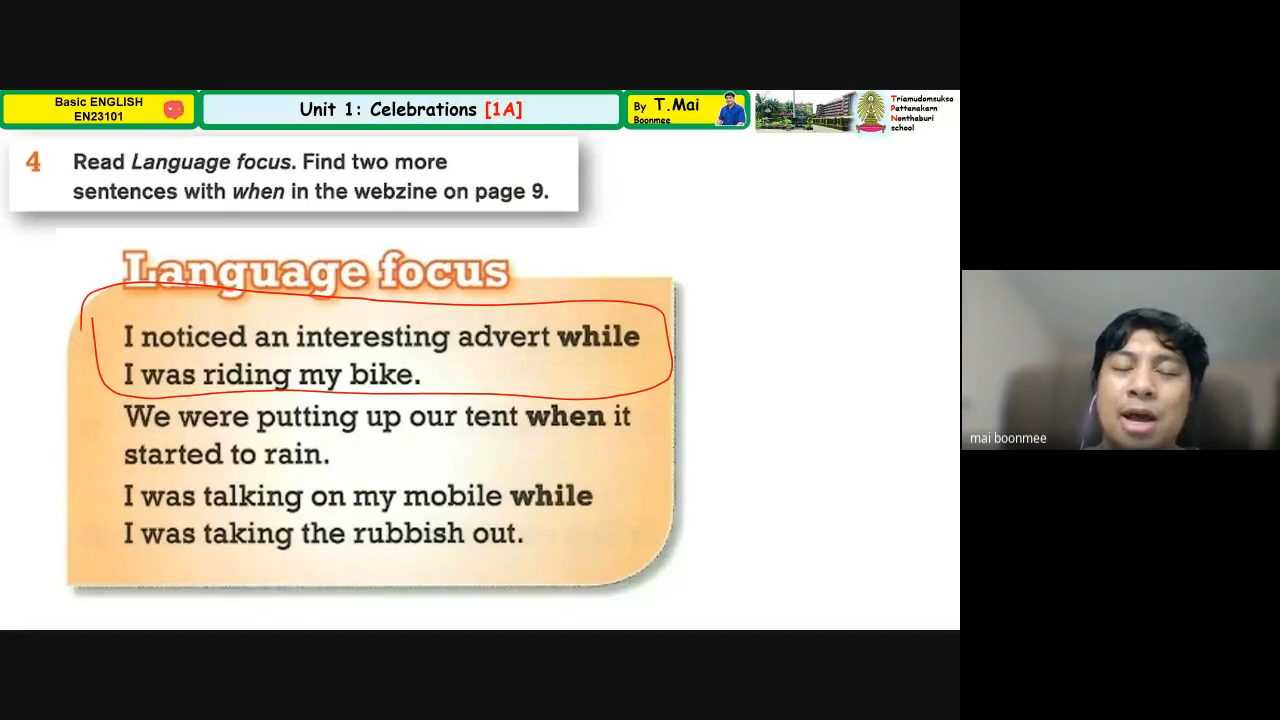 Basic ENGLISH
EN23101
Unit 1: Celebrations [1A]
By T.Mai
Boonmee
Triamudomsuksa
Pattanakarn
Nonthaburi
school
4 Read Language focus. Find two more
sentences with when in the webzine on page 9.
Language focus
I noticed an interesting advert while
I was riding my bike.
We were putting up our tent when it
started to rain.
I was talking on my mobile while
I was taking the rubbish out.
mai boonmee